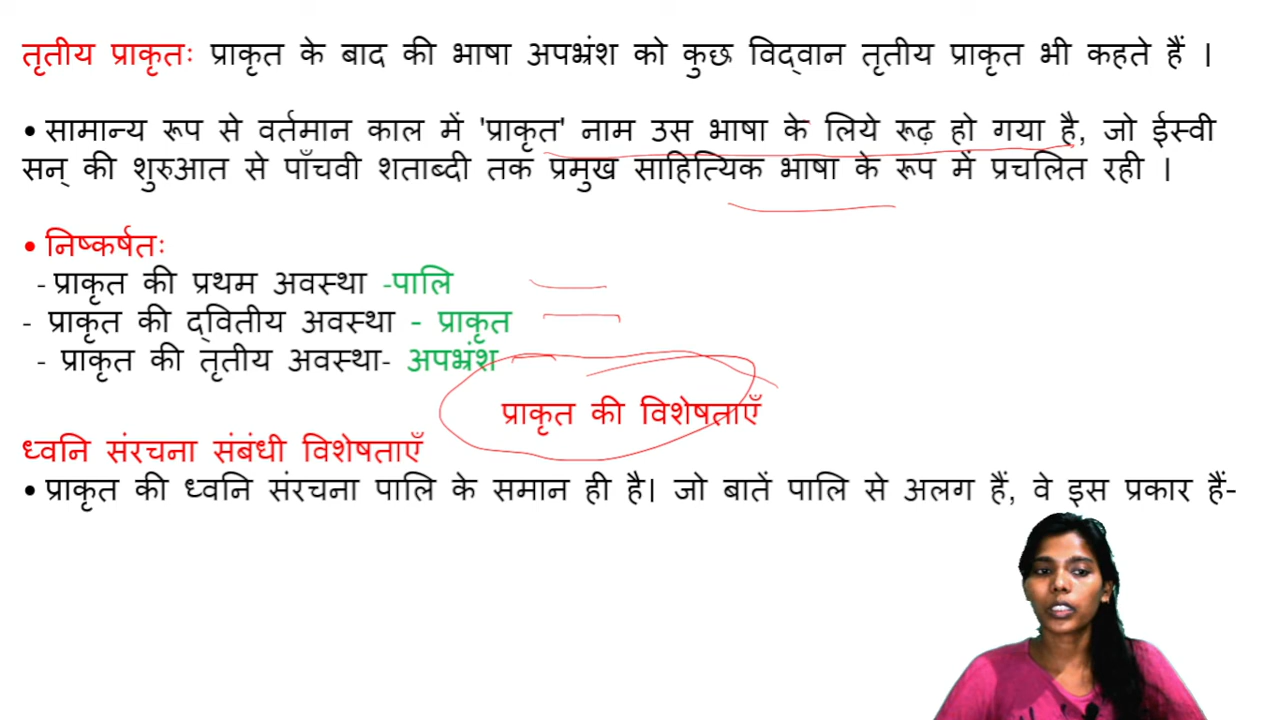 तृतीय प्राकृतः प्राकृत के बाद की भाषा अपभ्रंश को कुछ विद्वान तृतीय प्राकृत भी कहते हैं ।
• सामान्य रूप से वर्तमान काल में 'प्राकृत' नाम उस भाषा के लिये रूढ़ हो गया है, जो ईस्वी
सन् की शुरुआत से पाँचवी शताब्दी तक प्रमुख साहित्यिक भाषा के रूप में प्रचलित रही ।
• निष्कर्षतः
- प्राकृत की प्रथम अवस्था -पालि
- प्राकृत की द्वितीय अवस्था - प्राकृत
- प्राकृत की तृतीय अवस्था- अपभ्रंश
प्राकृत की विशेषताएँ
ध्वनि संरचना संबंधी विशेषताएँ
• प्राकृत की ध्वनि संरचना पालि के समान ही है। जो बातें पालि से अलग हैं, वे इस प्रकार हैं-